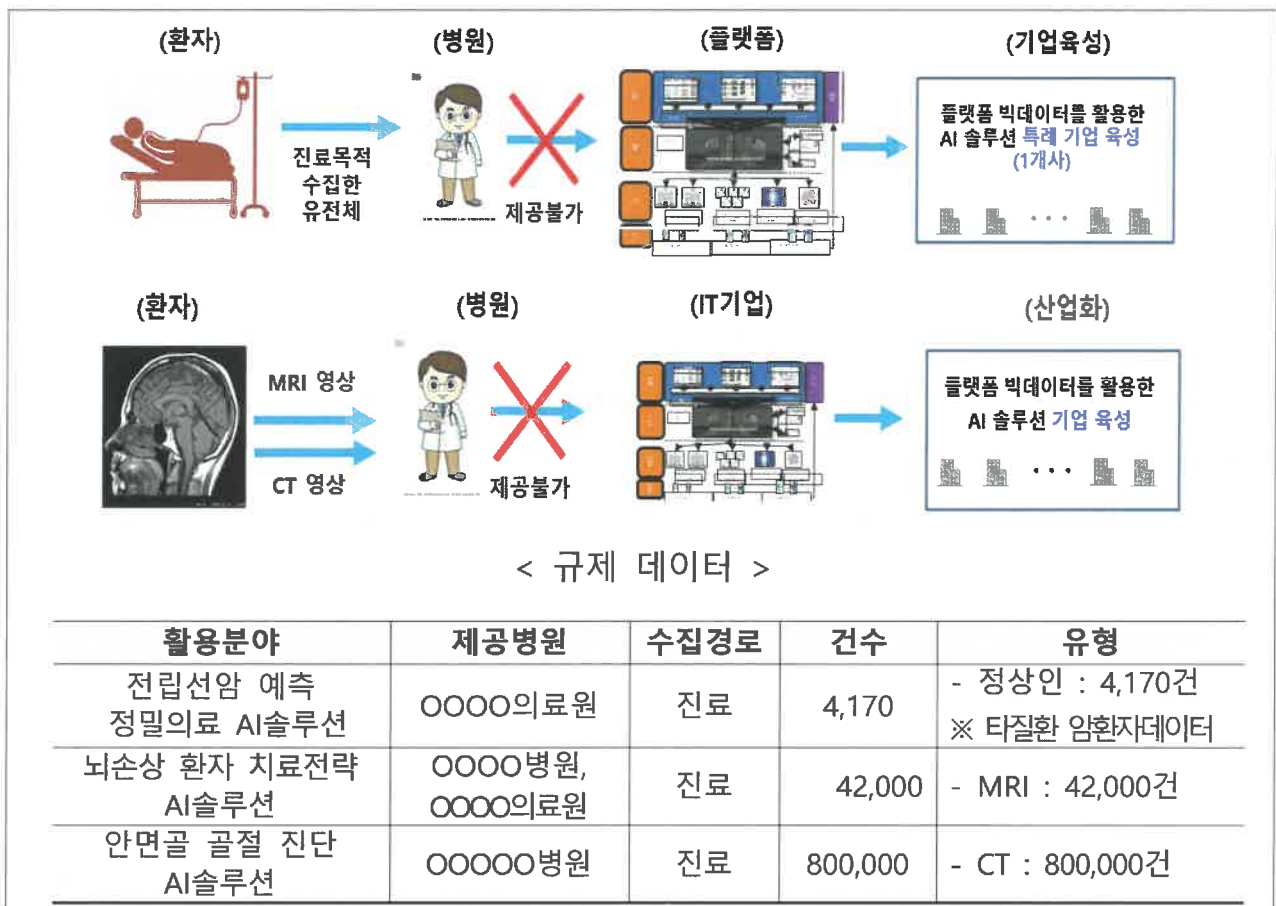 (환자) (병원) (플랫폼) (기업육성)
진료목적
수집한
유전체
제공불가
플랫폼 빅데이터를 활용한
AI 솔루션 특례 기업 육성
(1개사)
(환자) (병원) (IT기업) (산업화)
MRI 영상
CT 영상
제공불가
플랫폼 빅데이터를 활용한
AI 솔루션 기업 육성
< 규제 데이터 >
활용분야 제공병원 수집경로 건수 유형
전립선암 예측
정밀의료 AI솔루션
OOOO의료원
진료
4,170
- 정상인 : 4,170건
※ 타질환 암환자데이터
뇌손상 환자 치료전략
AI솔루션
OOOO병원,
OOOO의료원
진료
42,000
- MRI : 42,000건
안면골 골절 진단
AI솔루션
OOOOO병원
진료
800,000
- CT : 800,000건